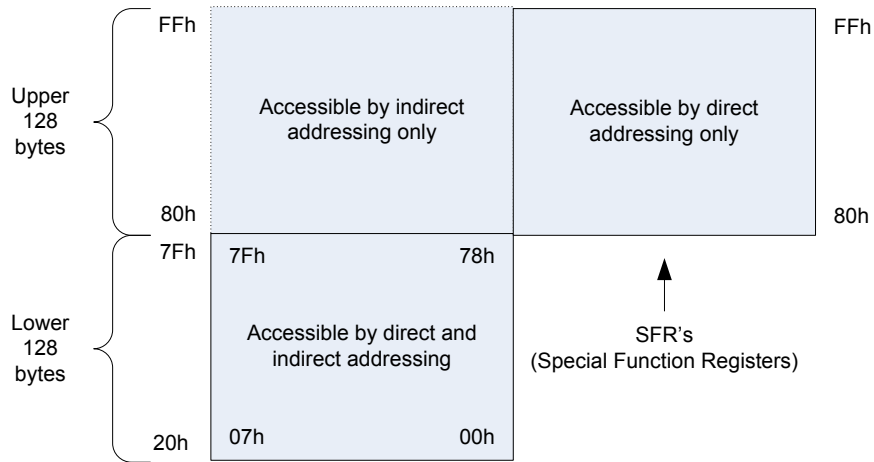 FFh
FFh
Upper
128
bytes
Accessible by indirect
addressing only
Accessible by direct
addressing only
80h
80h
7Fh
7Fh
78h
Lower
128
bytes
Accessible by direct and
indirect addressing
SFR's
(Special Function Registers)
20h
07h
00h